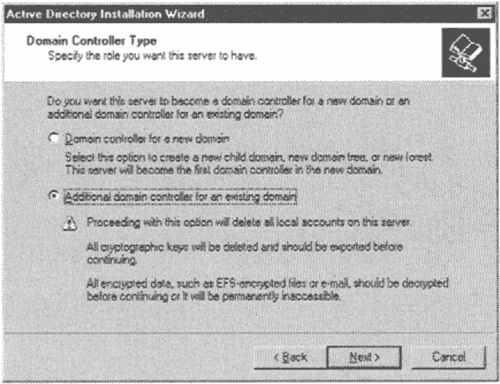 Active Directory Installation Wizard
Domain Controller Type
Specify the role you want this server to have.
Do you want this server to become a domain controller for a new domain or an
additional domain controller for an existing domain?
Domain controller for a new domain
Select this option to create a new child domain, new domain tree, or new forest.
This server will become the first domain controller in the new domain.
Additional domain controller for an existing domain
Proceeding with this option will delete all local accounts on this server.
All cryptographic keys will be deleted and should be exported before
continuing.
All encrypted data, such as EFS-encrypted files or e-mail, should be decrypted
before continuing or it will be permanently inaccessible.
< Back
Next >
Cancel